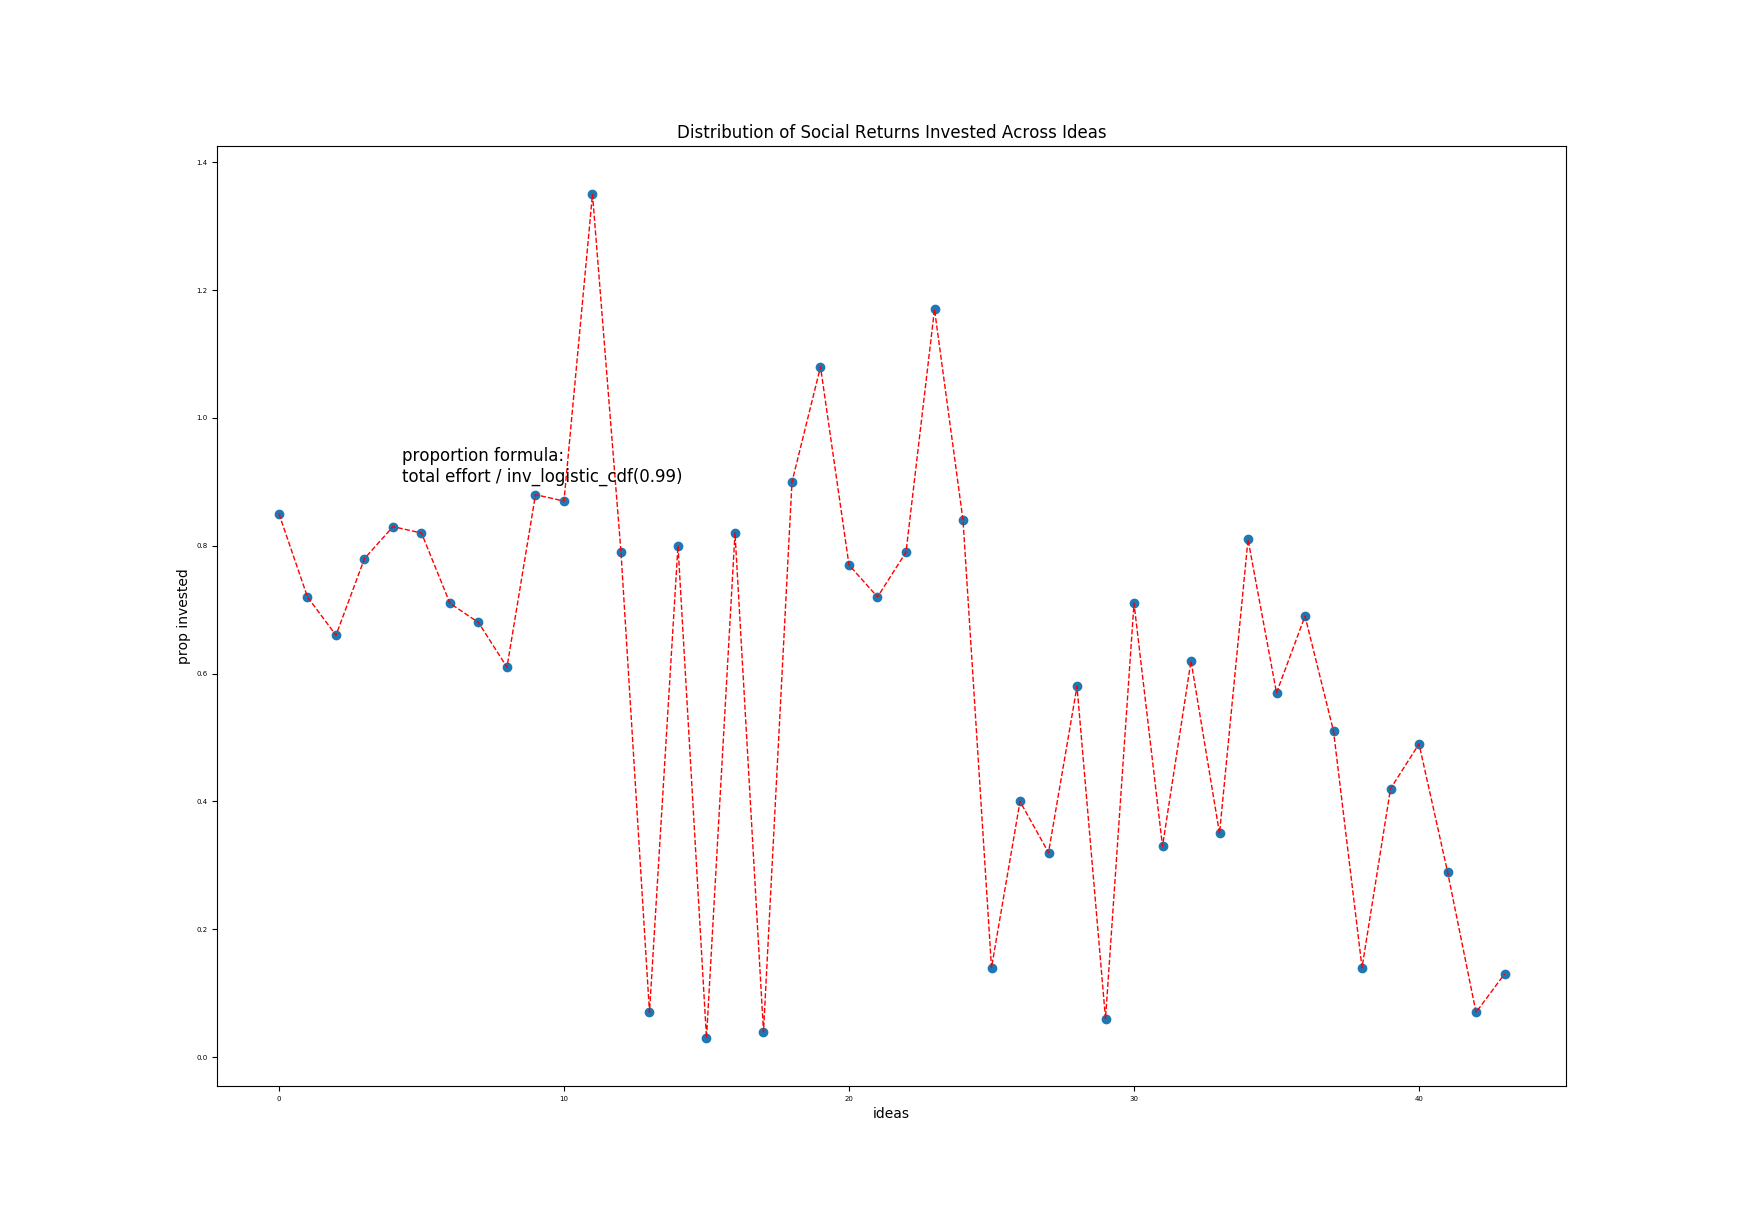 Distribution of Social Returns Invested Across Ideas
1.4
1.2
1.0
0.8
0.6
0.4
0.2
0.0
prop invested
proportion formula:
total effort / inv_logistic_cdf(0.99)
0 10 20 30 40
ideas